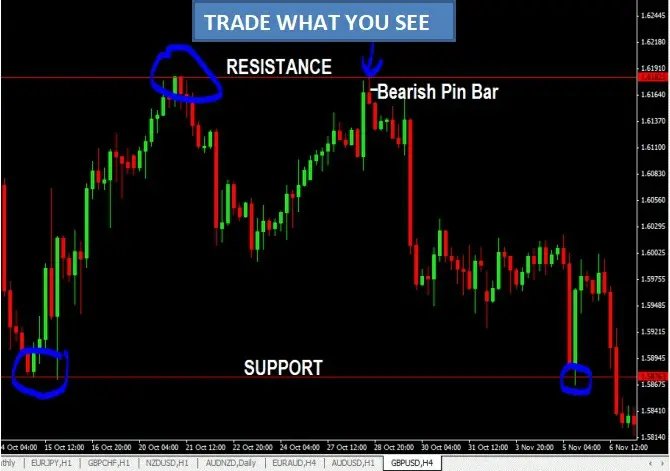 TRADE WHAT YOU SEE
RESISTANCE
Bearish Pin Bar
SUPPORT
1.62445
1.62180
1.61910
1.61640
1.61370
1.61100
1.60830
1.60560
1.60295
1.60025
1.59755
1.59485
1.59215
1.58945
1.58675
1.58410
1.58140
4 Oct 04:00 15 Oct 12:00 16 Oct 20:00 20 Oct 04:00 21 Oct 12:00 22 Oct 20:00 24 Oct 04:00 27 Oct 12:00 28 Oct 20:00 30 Oct 04:00 31 Oct 12:00 3 Nov 20:00 5 Nov 04:00 6 Nov 12:00
nthly EURJPY,H1 GBPCHF,H1 NZDUSD,H1 AUDNZD,Daily EURAUD,H4 AUDUSD,H1 GBPUSD,H4